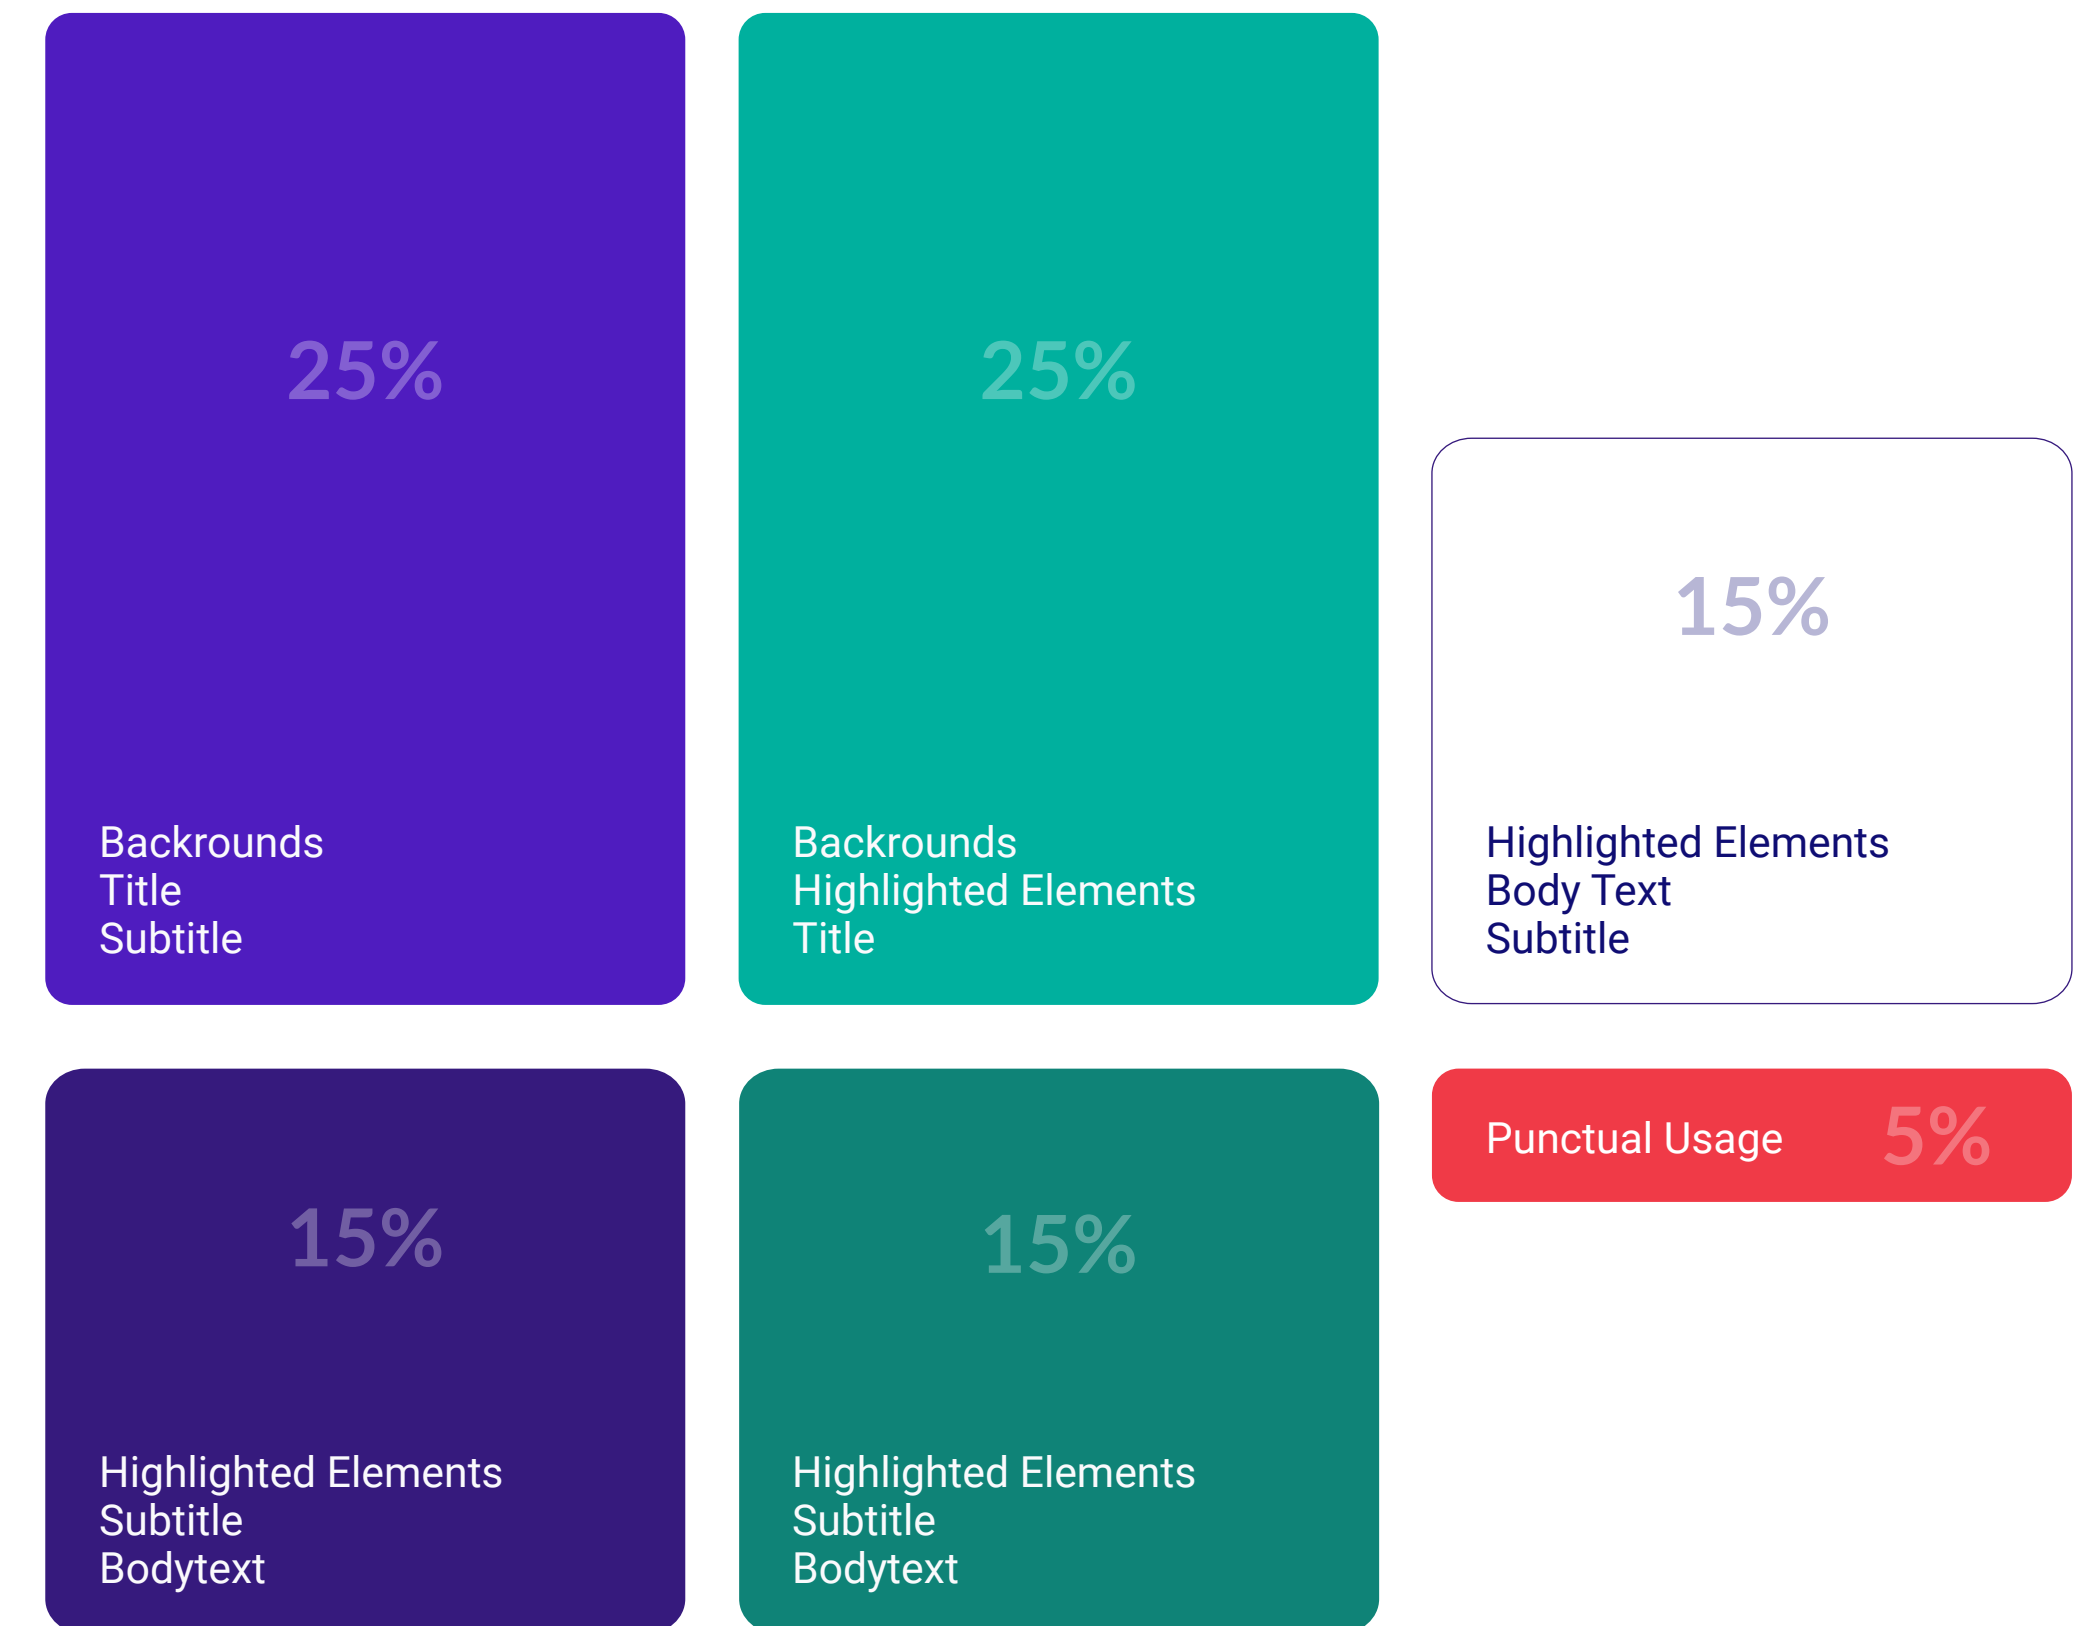 25%
Backrounds
Title
Subtitle
25%
Backrounds
Highlighted Elements
Title
15%
Highlighted Elements
Body Text
Subtitle
15%
Highlighted Elements
Subtitle
Bodytext
15%
Highlighted Elements
Subtitle
Bodytext
Punctual Usage 5%